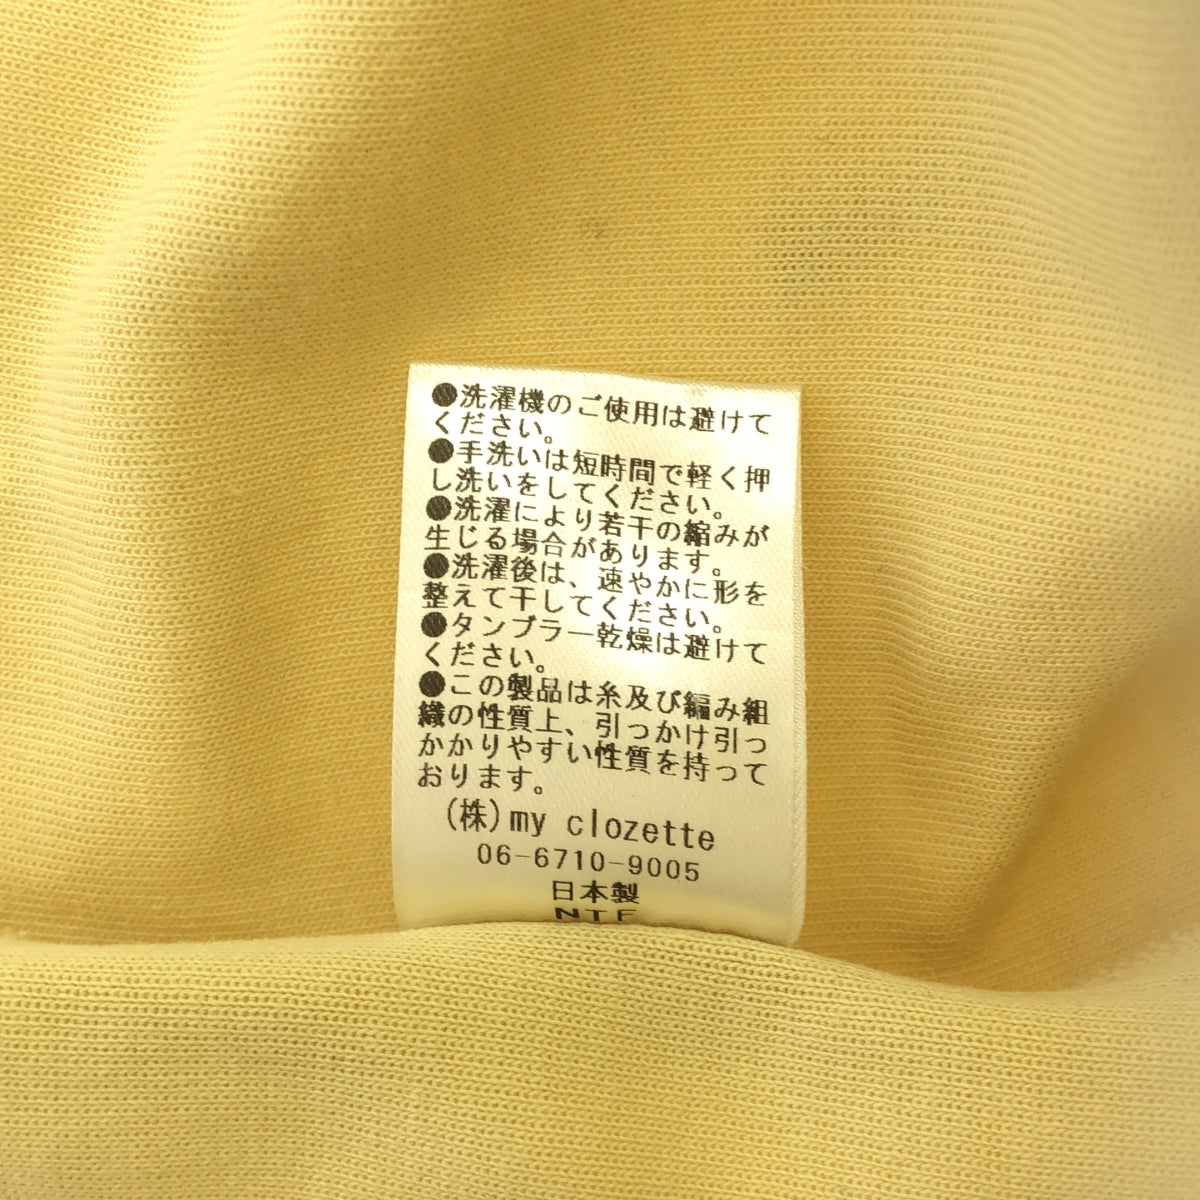 ●洗濯機のご使用は避けて
ください。
●手洗いは短時間で軽く押
し洗いをしてください。
●洗濯により若干の縮みが
生じる場合があります。
●洗濯後は、速やかに形を
整えて干してください。
●タンブラー乾燥は避けて
ください。
●この製品は糸及び編み組
織の性質上、引っかけ引っ
かかりやすい性質を持って
おります。
(株)my clozette
06-6710-9005
日本製